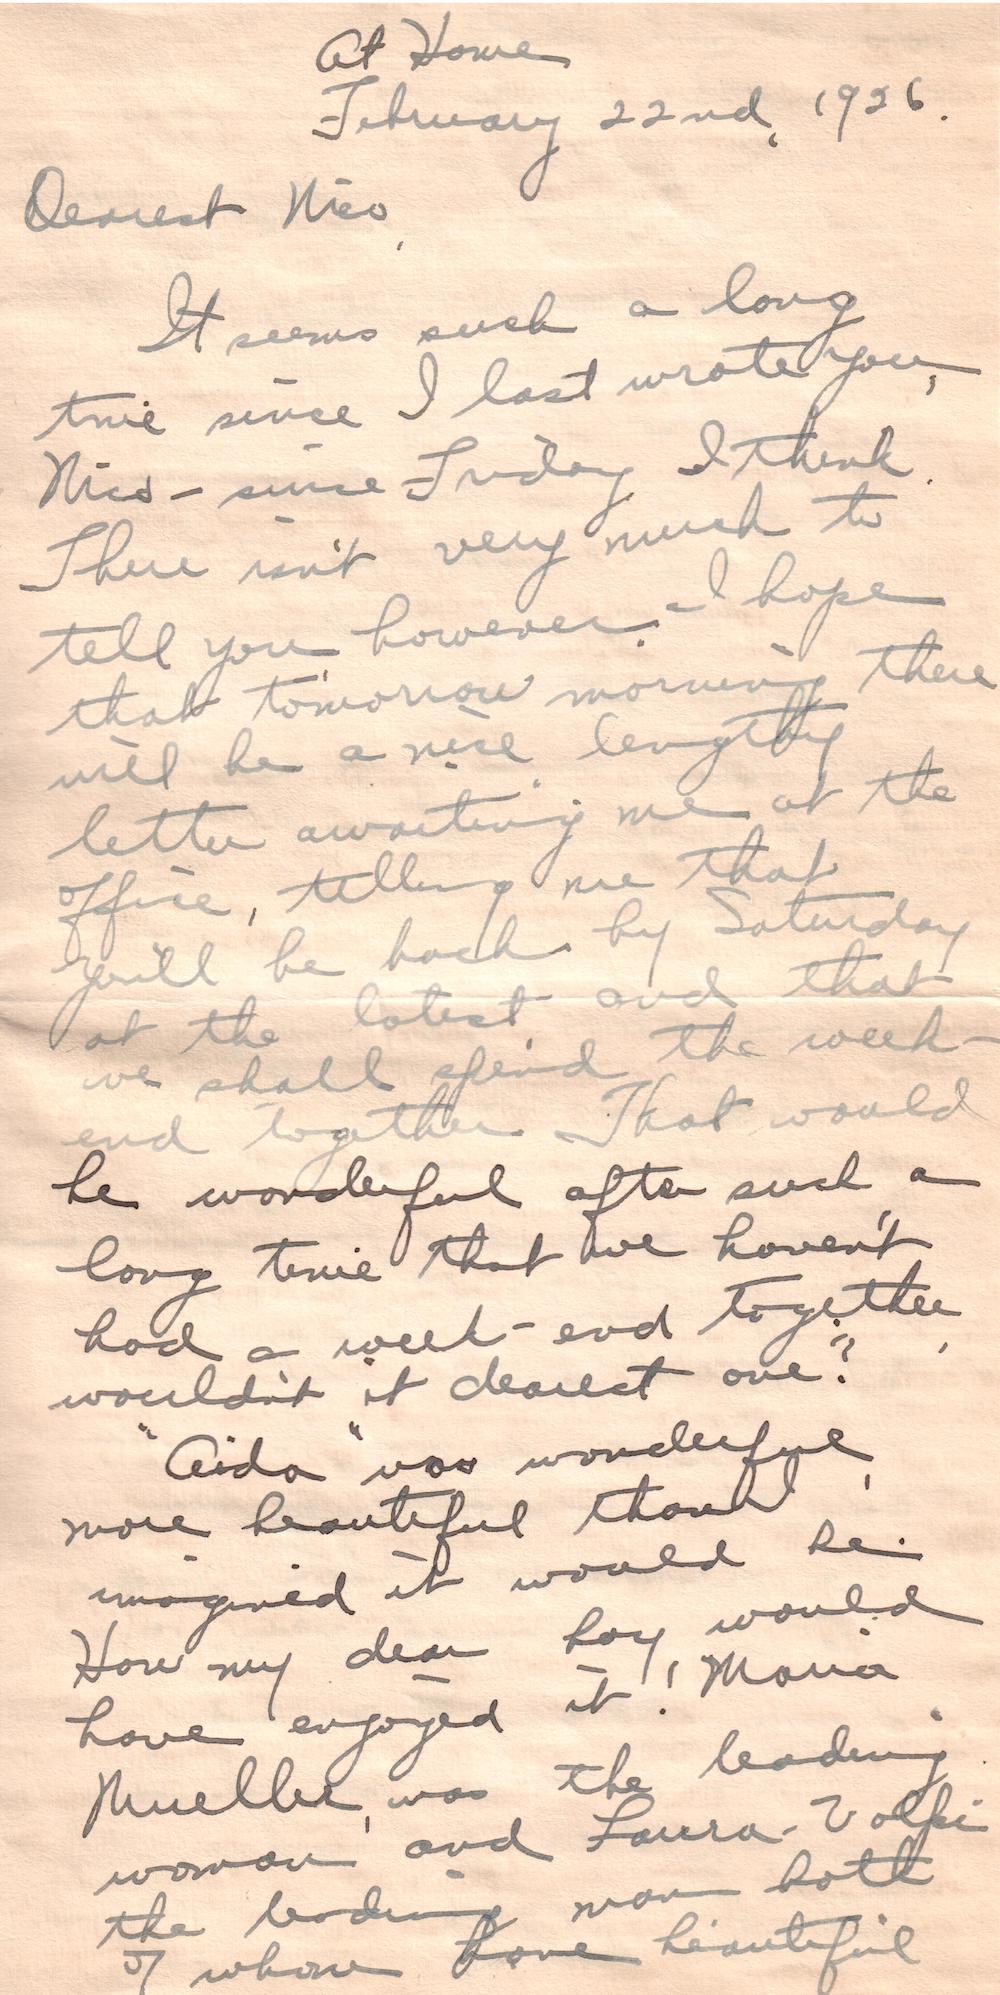 At Home
February 22nd, 1926.
Dearest Nico,
It seems such a long
time since I last wrote you,
Nico - since Friday I think.
There isn't very much to
tell you, however. - I hope
that tomorrow morning there
will be a nice, lengthy
letter awaiting me at the
office, telling me that
you'll be back by Saturday
at the latest and that
we shall spend the week-
end together. That would
be wonderful after such a
long time that we haven't
had a week-end together,
wouldn't it dearest one?
"Aida" was wonderful,
more beautiful than I
imagined it would be.
How my dear boy would
have enjoyed it! Maria
Mueller, was the leading
woman and Laura-Volpi
the leading man both
of whom have beautiful